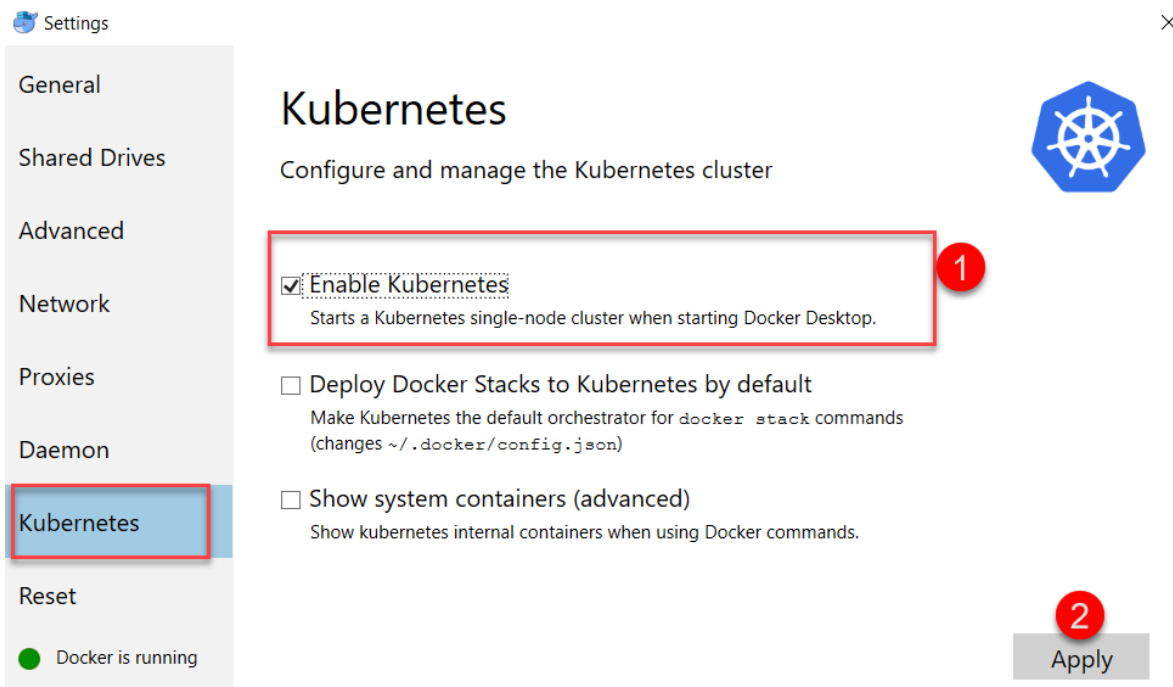 Settings
General
Shared Drives
Advanced
Network
Proxies
Daemon
Kubernetes
Reset
Docker is running
Kubernetes
Configure and manage the Kubernetes cluster
Enable Kubernetes
Starts a Kubernetes single-node cluster when starting Docker Desktop.
1
Deploy Docker Stacks to Kubernetes by default
Make Kubernetes the default orchestrator for docker stack commands
(changes ~/.docker/config.json)
Show system containers (advanced)
Show kubernetes internal containers when using Docker commands.
2
Apply